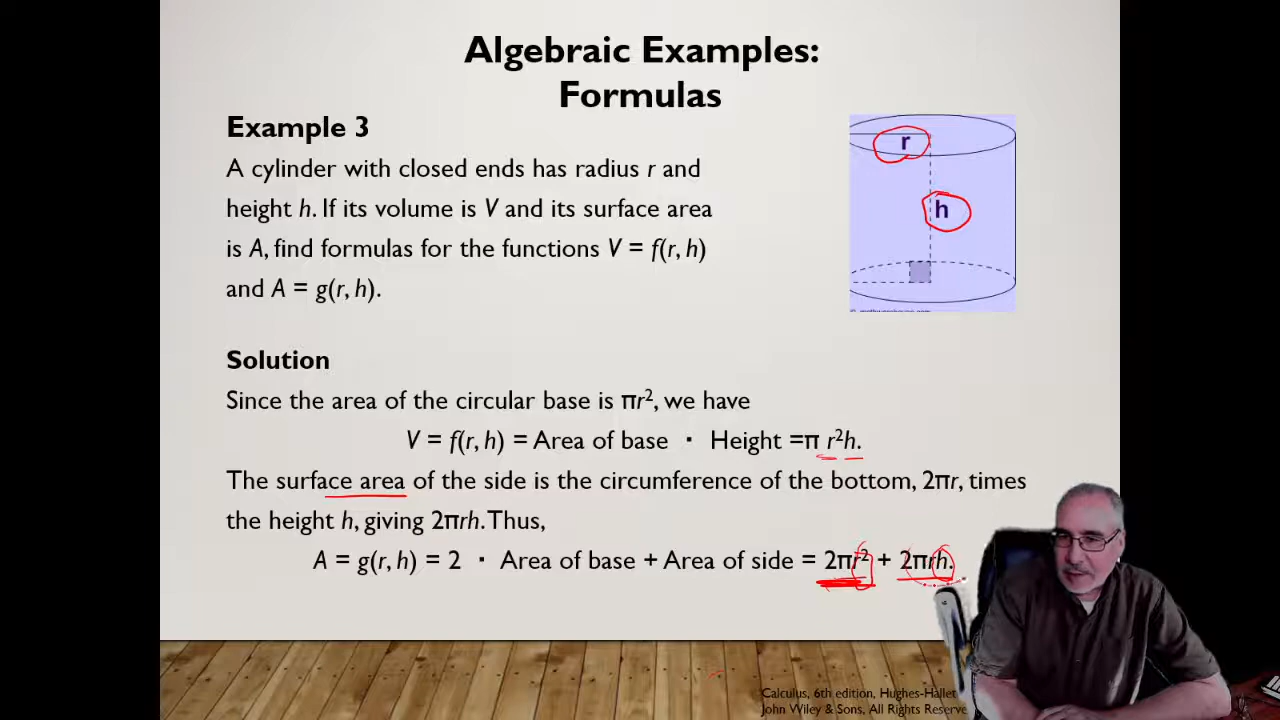 Algebraic Examples:
Formulas
Example 3
A cylinder with closed ends has radius r and
height h. If its volume is V and its surface area
is A, find formulas for the functions V = f(r, h)
and A = g(r, h).
r
h
Solution
Since the area of the circular base is πr², we have
V = f(r, h) = Area of base · Height =π r²h.
The surface area of the side is the circumference of the bottom, 2πr, times
the height h, giving 2πrh. Thus,
A = g(r, h) = 2 · Area of base + Area of side = 2πr² + 2πrh.
Calculus, 6th edition, Hughes-Hallet
John Wiley & Sons, All Rights Reserve